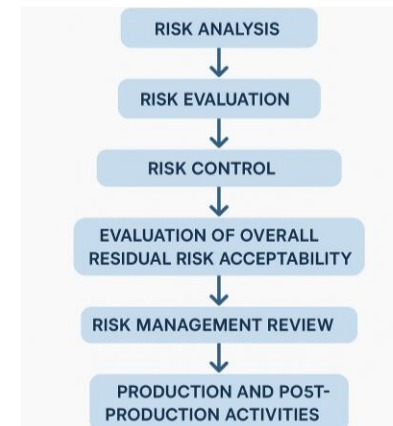 RISK ANALYSIS
RISK EVALUATION
RISK CONTROL
EVALUATION OF OVERALL
RESIDUAL RISK ACCEPTABILITY
RISK MANAGEMENT REVIEW
PRODUCTION AND POST-
PRODUCTION ACTIVITIES